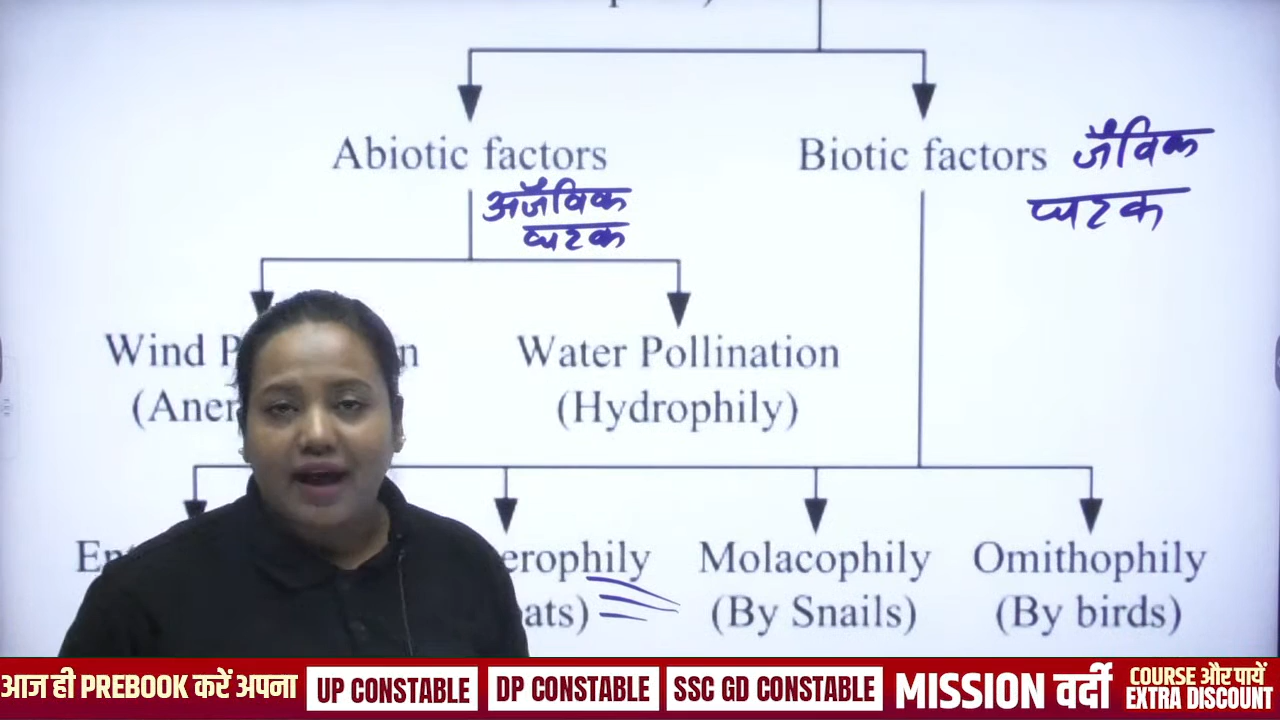 Abiotic factors
Biotic factors जैविक
घटक
अजैविक
घटक
Wind
Water Pollination
(Hydrophily)
Molacophily
Omithophily
(By Snails)
(By birds)
आज ही PREBOOK करें अपना
UP CONSTABLE
DP CONSTABLE
SSC GD CONSTABLE
MISSION वर्दी
COURSE और पायें
EXTRA DISCOUNT